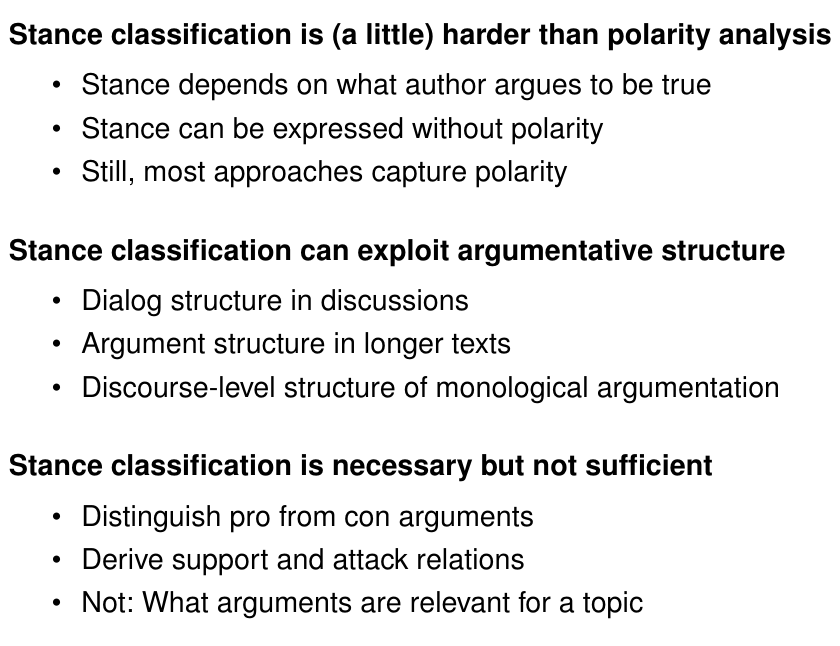 Stance classification is (a little) harder than polarity analysis
• Stance depends on what author argues to be true
• Stance can be expressed without polarity
• Still, most approaches capture polarity
Stance classification can exploit argumentative structure
• Dialog structure in discussions
• Argument structure in longer texts
• Discourse-level structure of monological argumentation
Stance classification is necessary but not sufficient
• Distinguish pro from con arguments
• Derive support and attack relations
• Not: What arguments are relevant for a topic